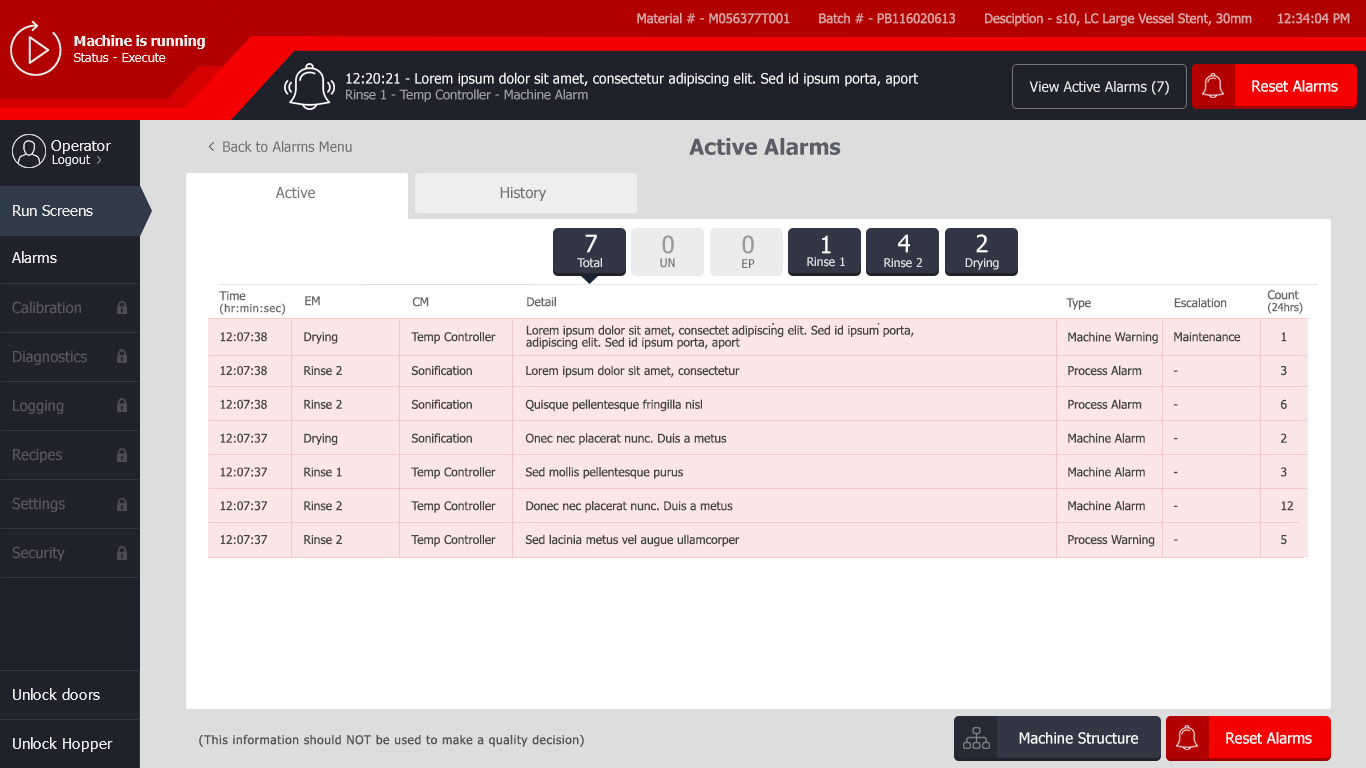 Material # - M056377T001 Batch # - PB116020613 Desciption - s10, LC Large Vessel Stent, 30mm 12:34:04 PM
Machine is running
Status - Execute
12:20:21 - Lorem ipsum dolor sit amet, consectetur adipiscing elit. Sed id ipsum porta, aport
Rinse 1 - Temp Controller - Machine Alarm
View Active Alarms (7)
Reset Alarms
Operator
Logout >
Run Screens
Alarms
Calibration
Diagnostics
Logging
Recipes
Settings
Security
Unlock doors
Unlock Hopper
< Back to Alarms Menu
Active Alarms
Active
History
7
Total
0
UN
0
EP
1
Rinse 1
4
Rinse 2
2
Drying
Time
(hr:min:sec)
EM
CM
Detail
Type
Escalation
Count
(24hrs)
12:07:38 Drying Temp Controller Lorem ipsum dolor sit amet, consectet adipiscing elit. Sed id ipsum porta,
adipiscing elit. Sed id ipsum porta, aport Machine Warning Maintenance 1
12:07:38 Rinse 2 Sonification Lorem ipsum dolor sit amet, consectetur Process Alarm - 3
12:07:38 Rinse 2 Sonification Quisque pellentesque fringilla nisl Process Alarm - 6
12:07:37 Drying Sonification Onec nec placerat nunc. Duis a metus Machine Alarm - 2
12:07:37 Rinse 1 Temp Controller Sed mollis pellentesque purus Machine Alarm - 3
12:07:37 Rinse 2 Temp Controller Donec nec placerat nunc. Duis a metus Machine Alarm - 12
12:07:37 Rinse 2 Temp Controller Sed lacinia metus vel augue ullamcorper Process Warning - 5
(This information should NOT be used to make a quality decision)
Machine Structure
Reset Alarms